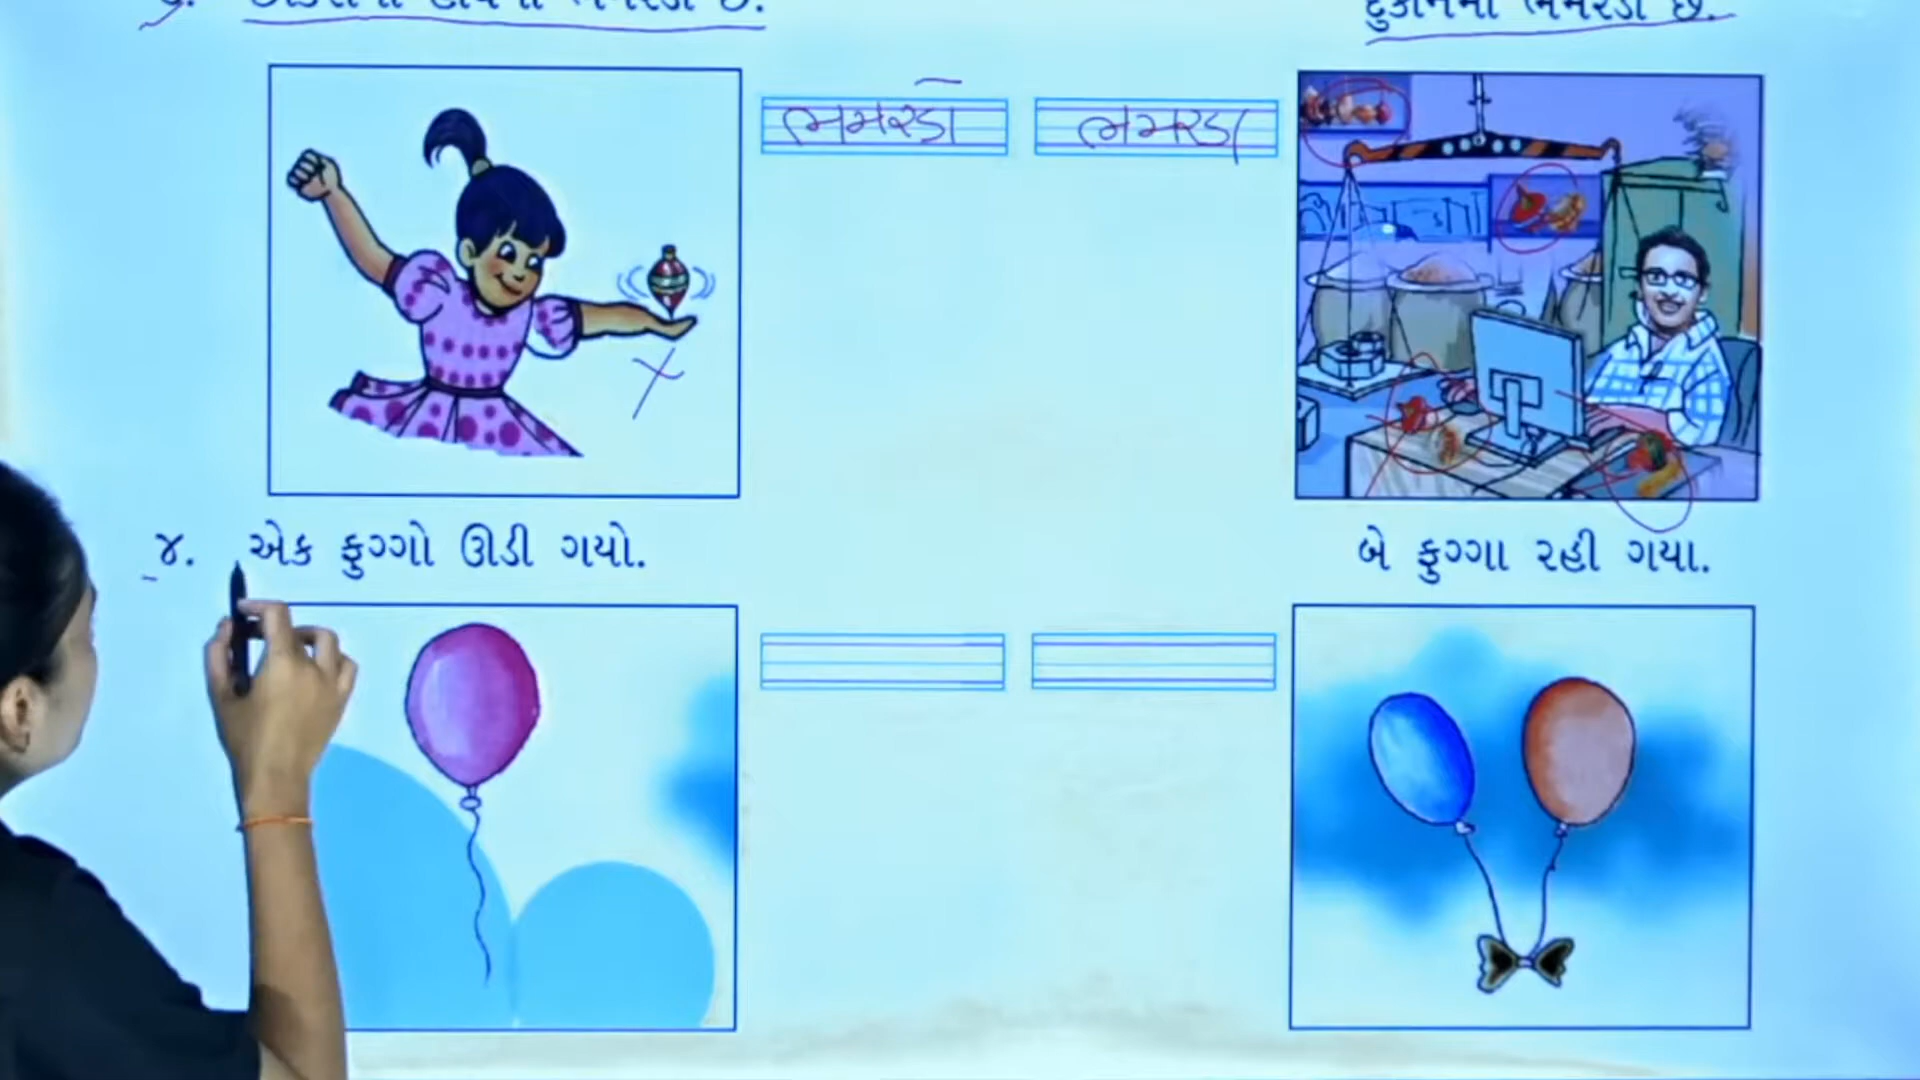 દુકાનમાં ભમરડા છે.
ભમરડો ભમરડા
૪. એક ફુગ્ગો ઊડી ગયો.
બે ફુગ્ગા રહી ગયા.